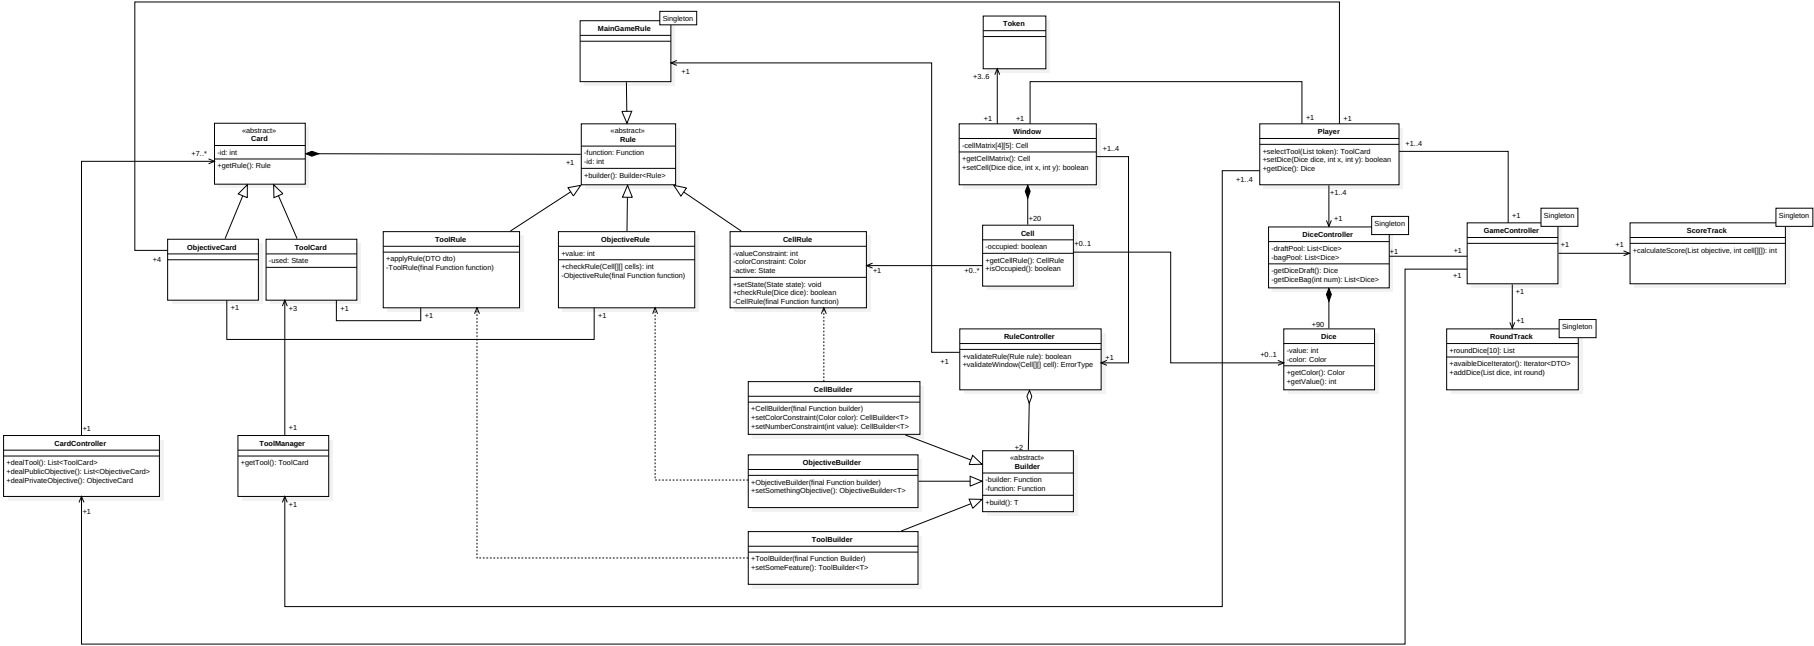 Singleton
MainGameRule
+1
Token
+3..6
+1
+1
+1
+1
«abstract»
Card
-id: int
+getRule(): Rule
+7..*
«abstract»
Rule
-function: Function
-id: int
+builder(): Builder<Rule>
+1
Window
-cellMatrix[4][5]: Cell
+getCellMatrix(): Cell
+setCell(Dice dice, int x, int y): boolean
+1..4
Player
+selectTool(List token): ToolCard
+setDice(Dice dice, int x, int y): boolean
+getDice(): Dice
+1..4
+1..4
+1..4
+20
+1
+1
ObjectiveCard
+4
+1
ToolCard
-used: State
+3
+1
ToolRule
+applyRule(DTO dto)
-ToolRule(final Function function)
+1
ObjectiveRule
+value: int
+checkRule(Cell[][] cells): int
-ObjectiveRule(final Function function)
+1
CellRule
-valueConstraint: int
-colorConstraint: Color
-active: State
+setState(State state): void
+checkRule(Dice dice): boolean
-CellRule(final Function function)
+1
Cell
-occupied: boolean
+getCellRule(): CellRule
+isOccupied(): boolean
+0..1
+0..*
Singleton
DiceController
-draftPool: List<Dice>
-bagPool: List<Dice>
-getDiceDraft(): Dice
-getDiceBag(int num): List<Dice>
+1
+90
Singleton
GameController
+1
+1
+1
+1
+1
Singleton
ScoreTrack
+calculateScore(List objective, int cell[][]): int
+1
RuleController
+validateRule(Rule rule): boolean
+validateWindow(Cell[][] cell): ErrorType
+1
+1
+0..1
Dice
-value: int
-color: Color
+getColor(): Color
+getValue(): int
Singleton
RoundTrack
+roundDice[10]: List
+avaibleDiceIterator(): Iterator<DTO>
+addDice(List dice, int round)
CellBuilder
+CellBuilder(final Function builder)
+setColorConstraint(Color color): CellBuilder<T>
+setNumberConstraint(int value): CellBuilder<T>
+1
CardController
+dealTool(): List<ToolCard>
+dealPublicObjective(): List<ObjectiveCard>
+dealPrivateObjective(): ObjectiveCard
+1
+1
ToolManager
+getTool(): ToolCard
+1
ObjectiveBuilder
+ObjectiveBuilder(final Function builder)
+setSomethingObjective(): ObjectiveBuilder<T>
+2
«abstract»
Builder
-builder: Function
-function: Function
+build(): T
ToolBuilder
+ToolBuilder(final Function Builder)
+setSomeFeature(): ToolBuilder<T>